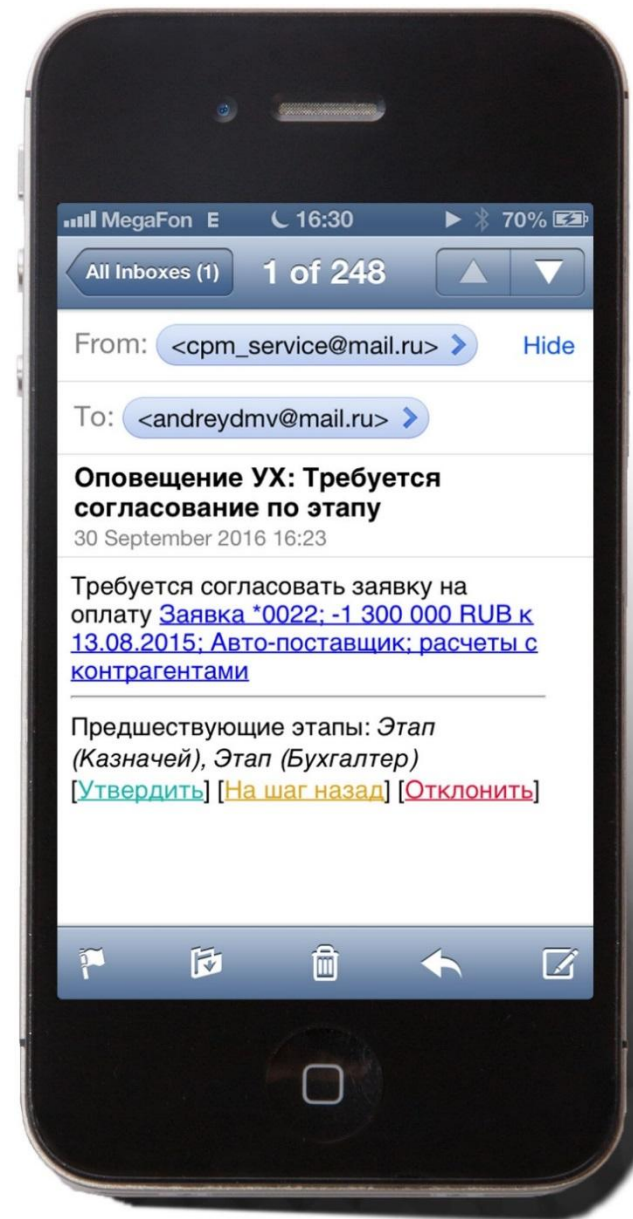 MegaFon E 16:30 70%
All Inboxes (1) 1 of 248
From: <cpm_service@mail.ru> Hide
To: <andreydmv@mail.ru>
Оповещение УХ: Требуется
согласование по этапу
30 September 2016 16:23
Требуется согласовать заявку на
оплату Заявка *0022; -1 300 000 RUB к
13.08.2015; Авто-поставщик; расчеты с
контрагентами
Предшествующие этапы: Этап
(Казначей), Этап (Бухгалтер)
[Утвердить] [На шаг назад] [Отклонить]